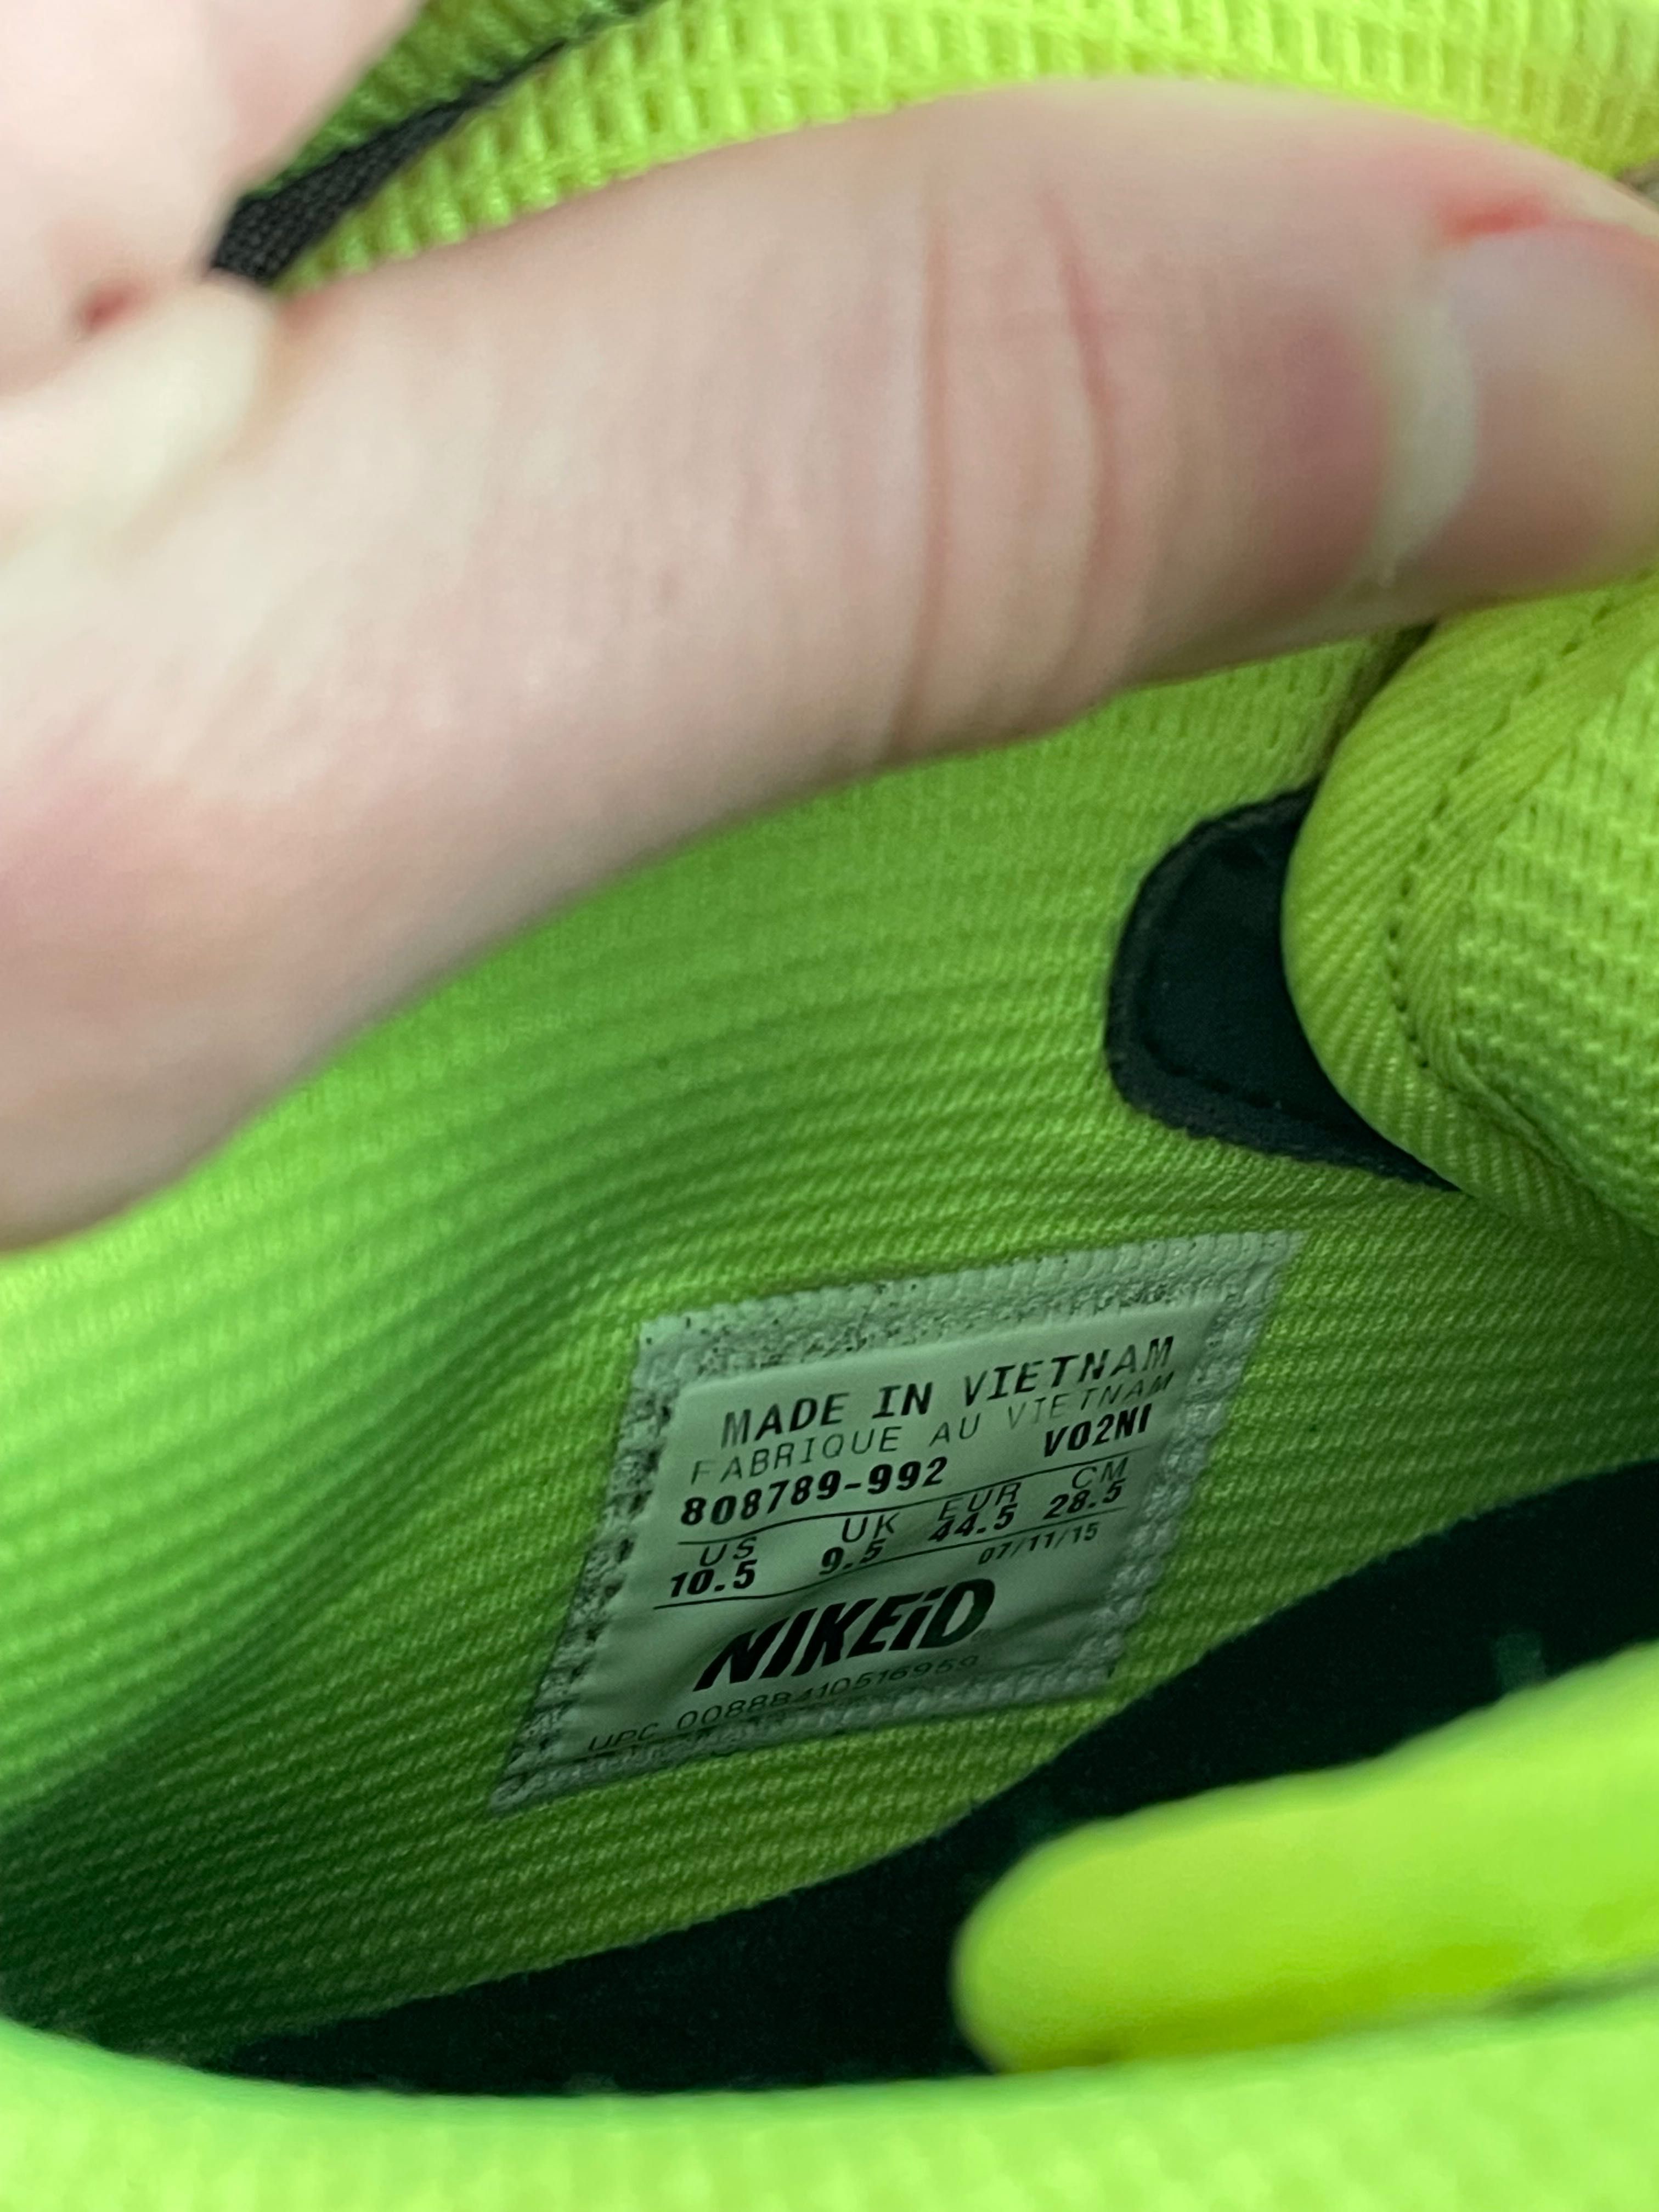 MADE IN VIETNAM
FABRIQUE AU VIETNAM
808789-992 VO2NI
US UK EUR CM
10.5 9.5 44.5 28.5
07/11/15
NIKEiD
UPC 00888410516959